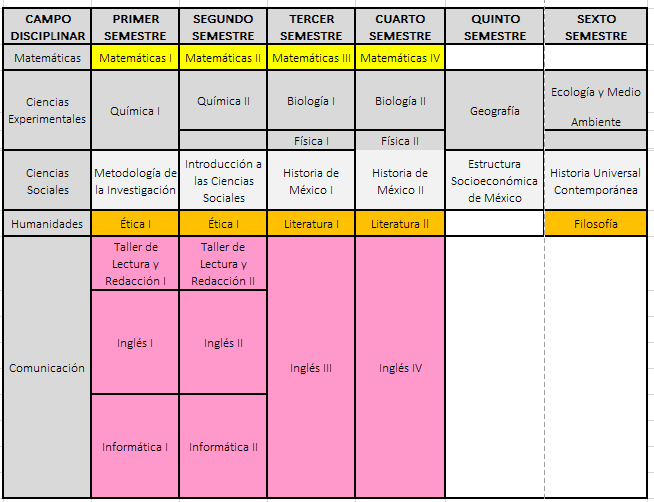 CAMPO DISCIPLINAR
PRIMER SEMESTRE
SEGUNDO SEMESTRE
TERCER SEMESTRE
CUARTO SEMESTRE
QUINTO SEMESTRE
SEXTO SEMESTRE
Matemáticas
Matemáticas I
Matemáticas II
Matemáticas III
Matemáticas IV
Ciencias
Experimentales
Química I
Química II
Biología I
Biología II
Geografía
Ecología y Medio
Ambiente
Física I
Física II
Ciencias
Sociales
Metodología de
la Investigación
Introducción a
las Ciencias
Sociales
Historia de
México I
Historia de
México II
Estructura
Socioeconómica
de México
Historia Universal
Contemporánea
Humanidades
Ética I
Ética I
Literatura I
Literatura ll
Filosofía
Comunicación
Taller de
Lectura y
Redacción I
Taller de
Lectura y
Redacción II
Inglés I
Inglés II
Inglés III
Inglés IV
Informática I
Informática II